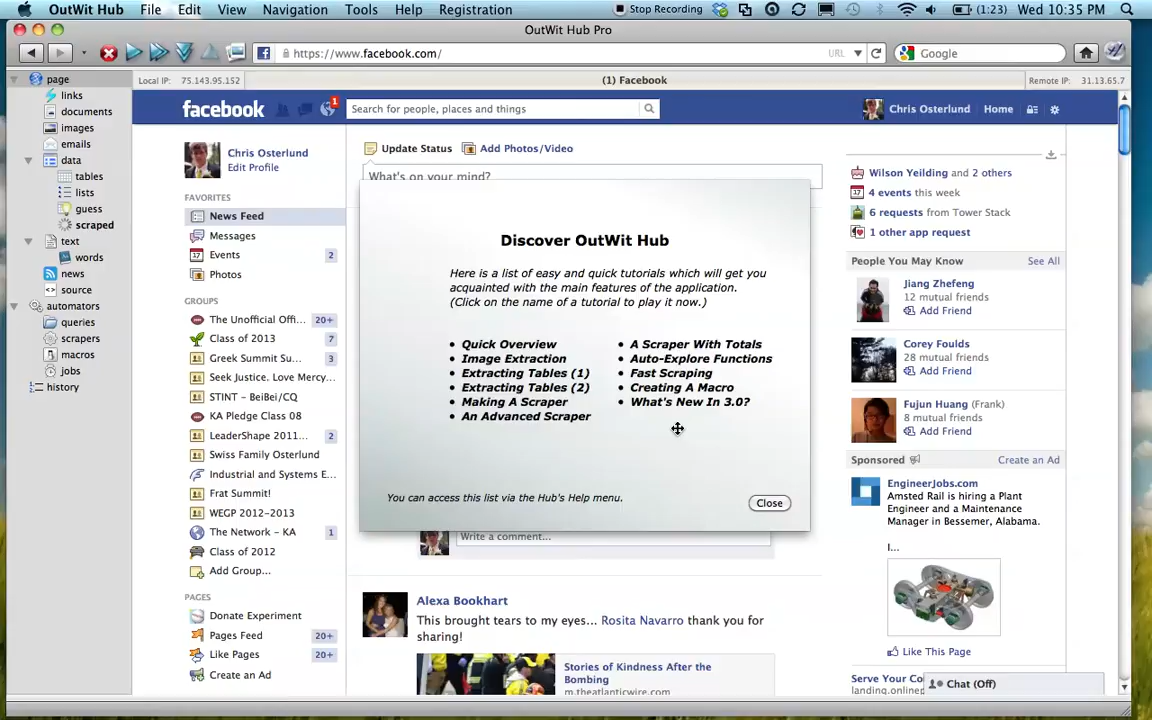 OutWit Hub File Edit View Navigation Tools Help Registration Stop Recording (1:23) Wed 10:35 PM
OutWit Hub Pro
https://www.facebook.com/ URL Google
page
links
documents
images
emails
data
tables
lists
guess
scraped
text
words
news
source
automators
queries
scrapers
macros
jobs
history
Local IP: 75.143.95.152 (1) Facebook Remote IP: 31.13.65.7
facebook 1 Search for people, places and things Chris Osterlund Home
Chris Osterlund
Edit Profile
FAVORITES
News Feed
Messages
Events 2
Photos
GROUPS
The Unofficial Offi... 20+
Class of 2013 7
Greek Summit Su... 3
Seek Justice, Love Mercy...
STINT - BeiBei/CQ
KA Pledge Class 08
LeaderShape 2011... 2
Swiss Family Osterlund
Industrial and Systems E...
Frat Summit!
WEGP 2012-2013
The Network - KA 1
Class of 2012
Add Group...
PAGES
Donate Experiment
Pages Feed 20+
Like Pages 20+
Create an Ad
Update Status Add Photos/Video
What's on your mind?
Discover OutWit Hub
Here is a list of easy and quick tutorials which will get you
acquainted with the main features of the application.
(Click on the name of a tutorial to play it now.)
• Quick Overview
• Image Extraction
• Extracting Tables (1)
• Extracting Tables (2)
• Making A Scraper
• An Advanced Scraper
• A Scraper With Totals
• Auto-Explore Functions
• Fast Scraping
• Creating A Macro
• What's New In 3.0?
You can access this list via the Hub's Help menu.
Close
Write a comment...
Alexa Bookhart
This brought tears to my eyes... Rosita Navarro thank you for
sharing!
Stories of Kindness After the
Bombing
m.theatlanticwire.com
Wilson Yeilding and 2 others
17 4 events this week
6 requests from Tower Stack
1 other app request
People You May Know See All
Jiang Zhefeng
12 mutual friends
Add Friend
Corey Foulds
28 mutual friends
Add Friend
Fujun Huang (Frank)
8 mutual friends
Add Friend
Sponsored Create an Ad
EngineerJobs.com
Amsted Rail is hiring a Plant
Engineer and a Maintenance
Manager in Bessemer, Alabama.
I...
Like This Page
Serve Your Co
landing.onlinep
Chat (Off)